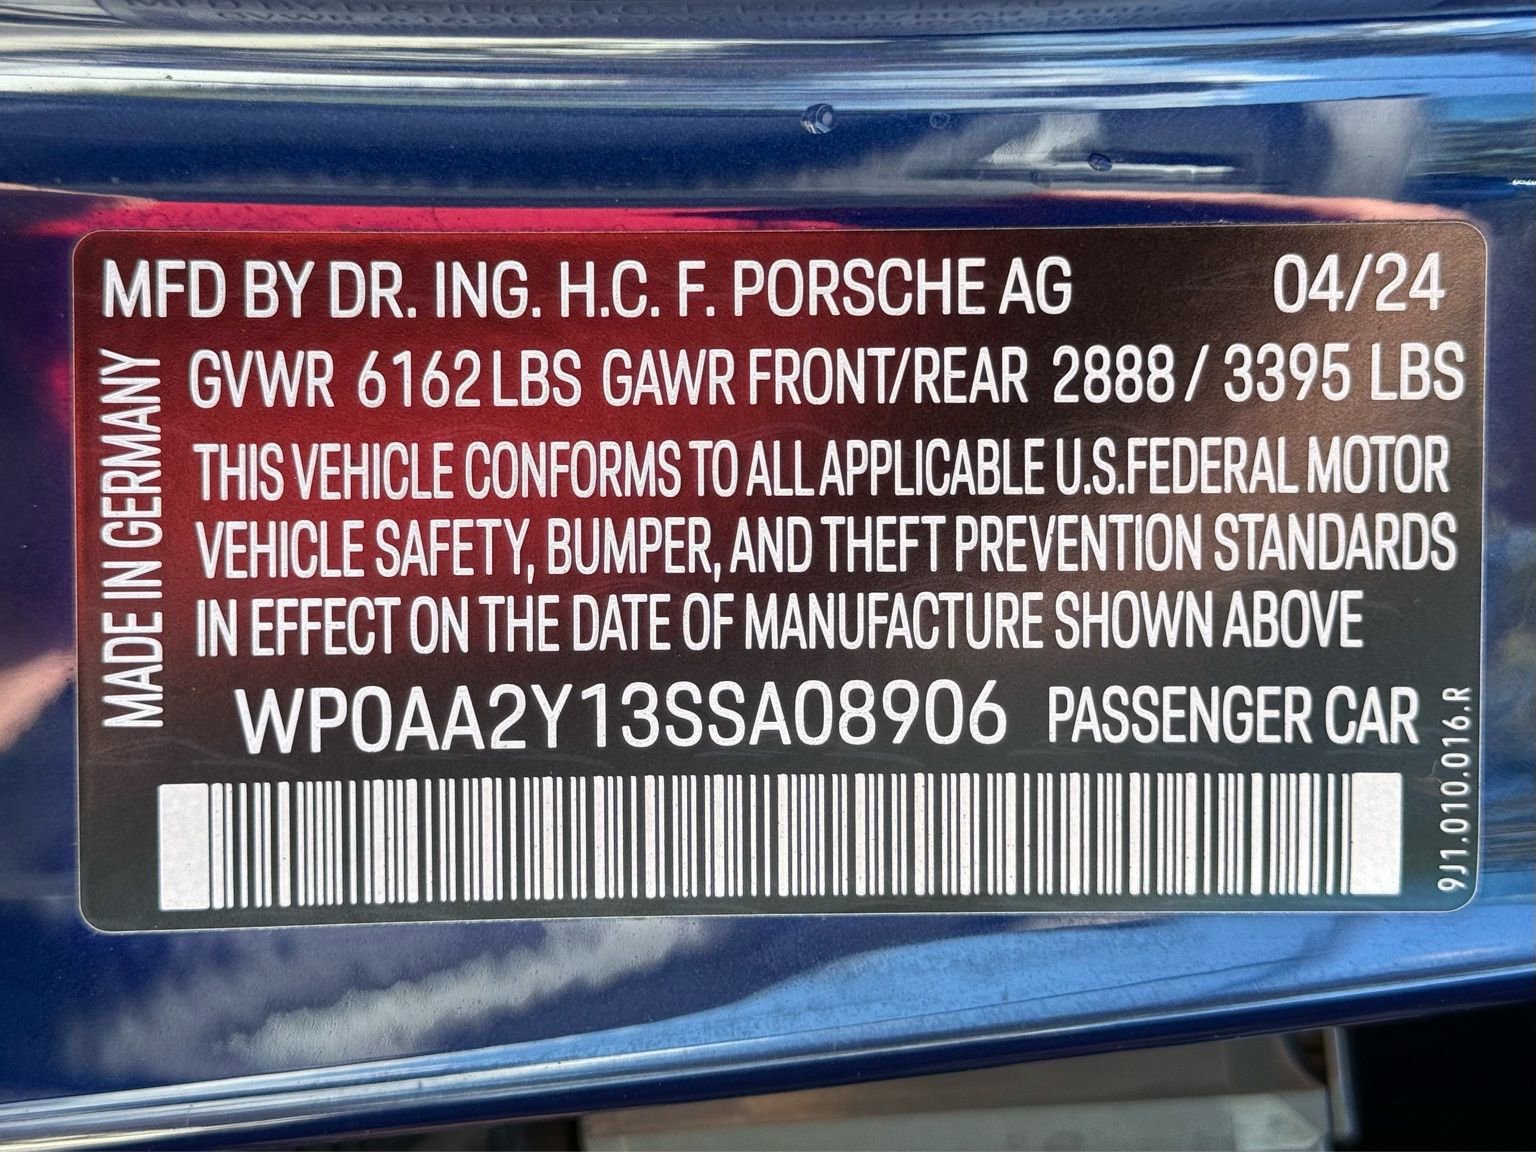 MFD BY DR. ING. H.C. F. PORSCHE AG 04/24
GVWR 6162 LBS GAWR FRONT/REAR 2888 / 3395 LBS
THIS VEHICLE CONFORMS TO ALL APPLICABLE U.S.FEDERAL MOTOR
VEHICLE SAFETY, BUMPER, AND THEFT PREVENTION STANDARDS
IN EFFECT ON THE DATE OF MANUFACTURE SHOWN ABOVE
WP0AA2Y13SSA08906 PASSENGER CAR
MADE IN GERMANY
9J1.010.016.R